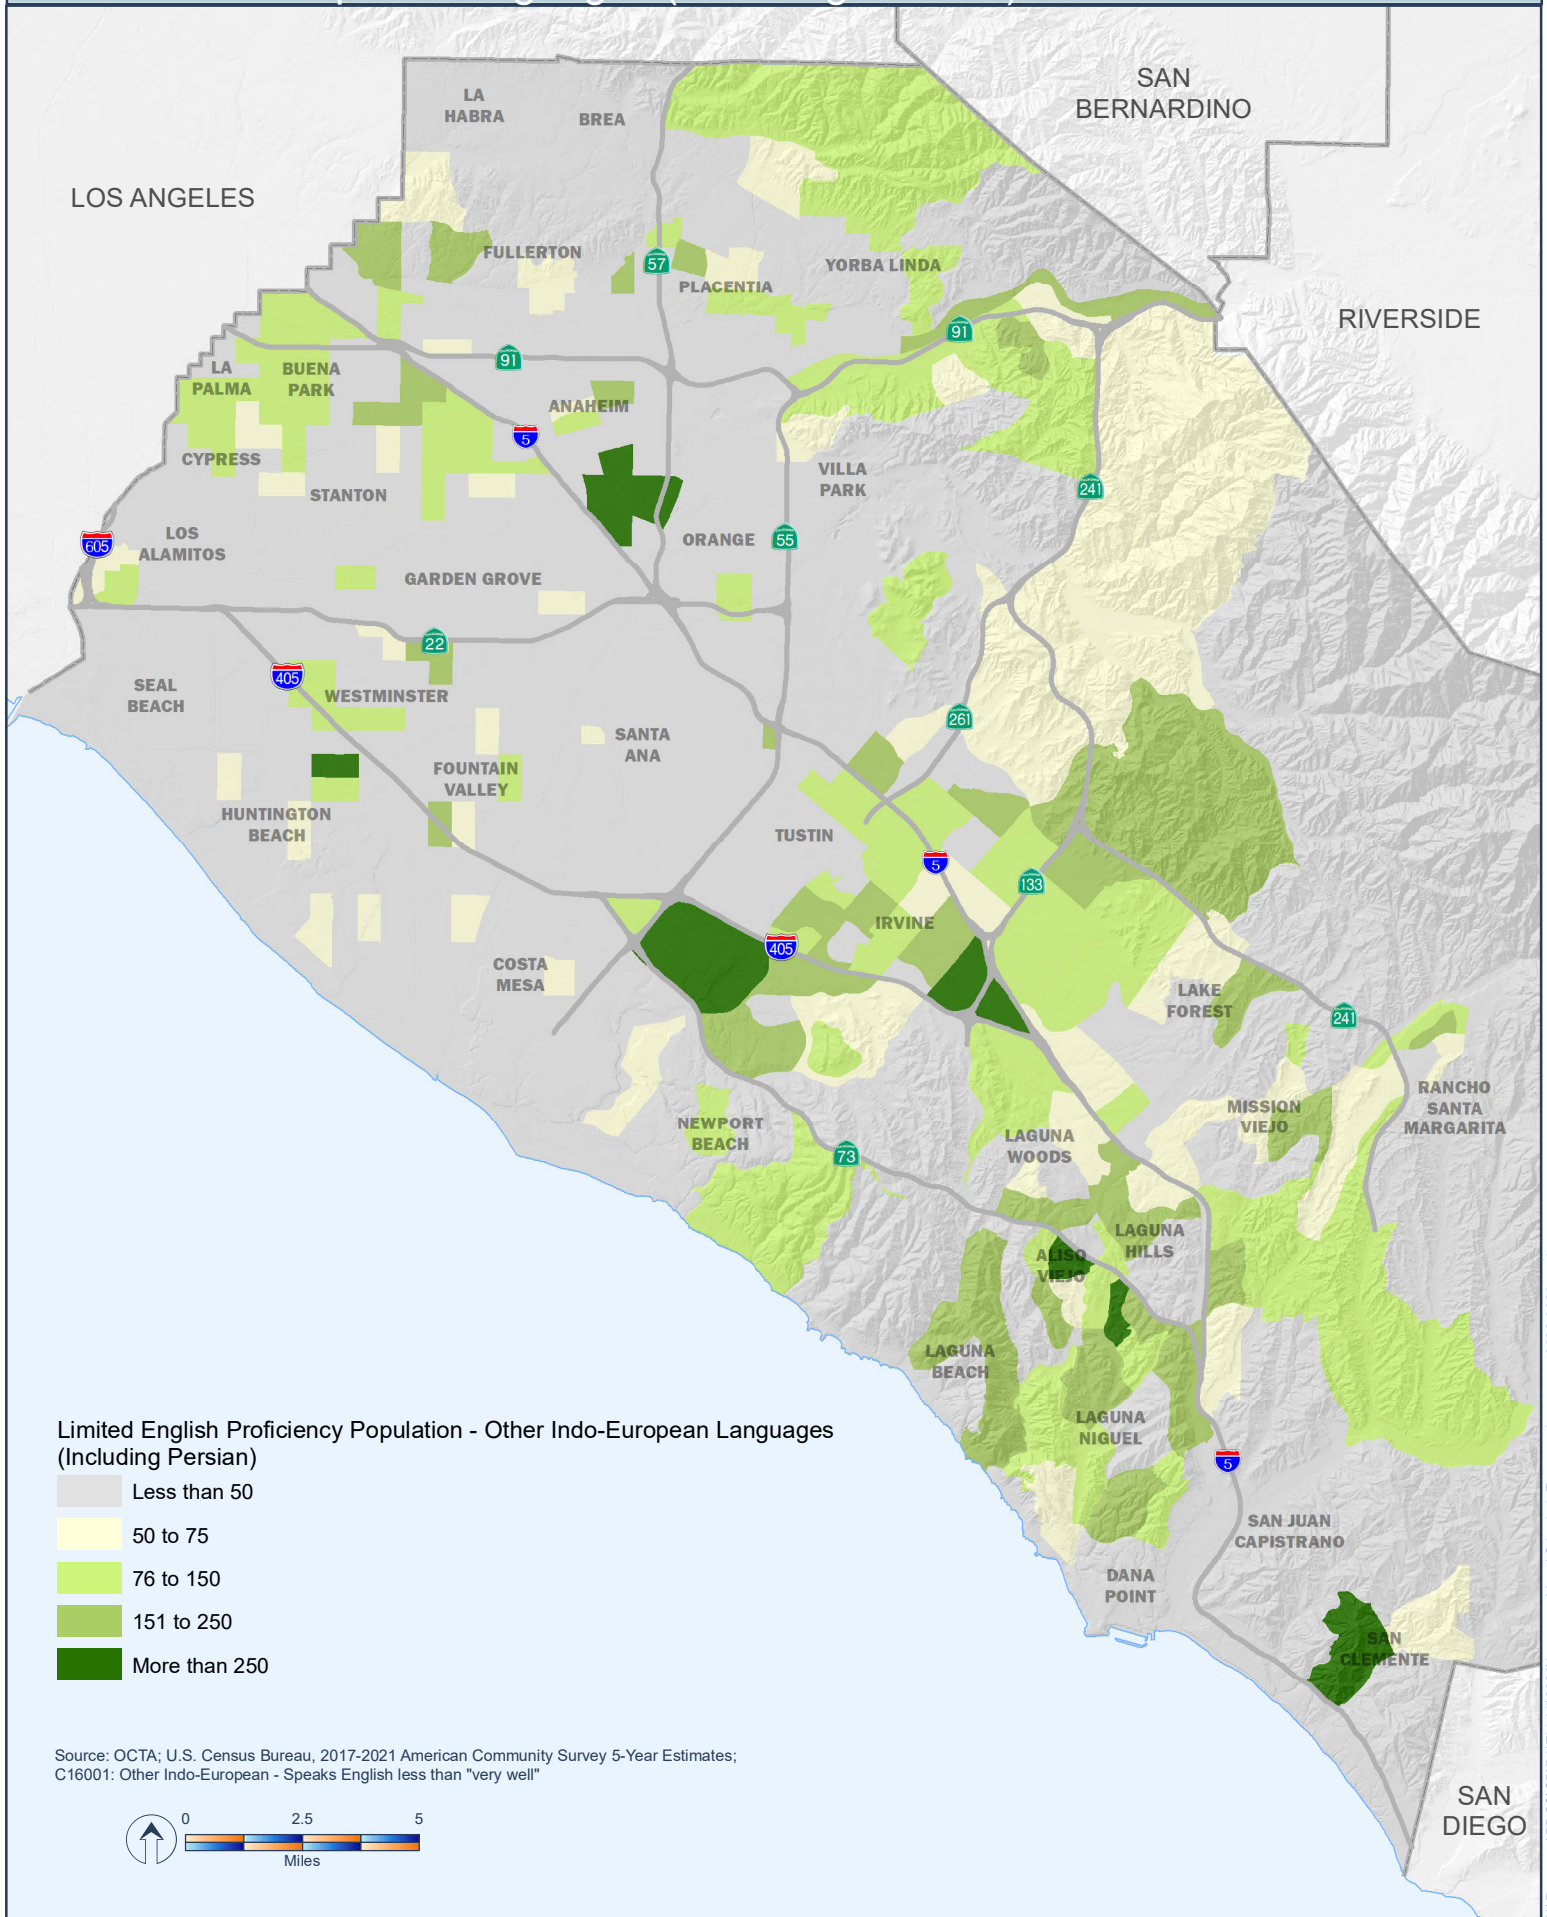 SAN
BERNARDINO
LOS ANGELES
RIVERSIDE
LA
HABRA
BREA
FULLERTON
57
PLACENTIA
YORBA LINDA
91
91
LA
PALMA
BUENA
PARK
ANAHEIM
5
CYPRESS
STANTON
VILLA
PARK
241
605
LOS
ALAMITOS
ORANGE
55
GARDEN GROVE
22
405
SEAL
BEACH
WESTMINSTER
261
SANTA
ANA
FOUNTAIN
VALLEY
HUNTINGTON
BEACH
TUSTIN
5
133
IRVINE
405
COSTA
MESA
LAKE
FOREST
241
RANCHO
SANTA
MARGARITA
MISSION
VIEJO
NEWPORT
BEACH
LAGUNA
WOODS
73
LAGUNA
HILLS
ALISO
VIEJO
LAGUNA
BEACH
LAGUNA
NIGUEL
5
SAN JUAN
CAPISTRANO
DANA
POINT
SAN
CLEMENTE
SAN
DIEGO
Limited English Proficiency Population - Other Indo-European Languages
(Including Persian)
Less than 50
50 to 75
76 to 150
151 to 250
More than 250
Source: OCTA; U.S. Census Bureau, 2017-2021 American Community Survey 5-Year Estimates;
C16001: Other Indo-European - Speaks English less than "very well"
0 2.5 5
Miles